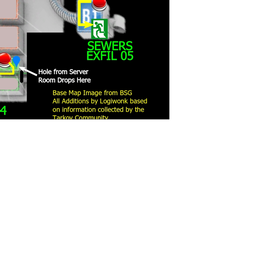 B1
SEWERS
EXFIL 05
Hole from Server
Room Drops Here
Base Map Image from BSG
All Additions by Logiwonk based
on information collected by the
Tarkov Community
4